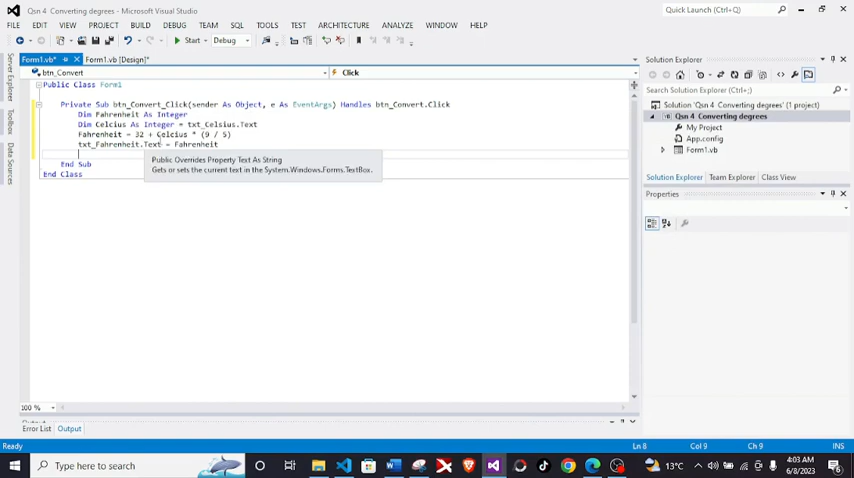 Qsn 4 Converting degrees - Microsoft Visual Studio
Quick Launch (Ctrl+Q)
FILE EDIT VIEW PROJECT BUILD DEBUG TEAM SQL TOOLS TEST ARCHITECTURE ANALYZE WINDOW HELP
Start Debug
Form1.vb* Form1.vb [Design]*
btn_Convert Click
Public Class Form1
Private Sub btn_Convert_Click(sender As Object, e As EventArgs) Handles btn_Convert.Click
Dim Fahrenheit As Integer
Dim Celcius As Integer = txt_Celsius.Text
Fahrenheit = 32 + Celcius * (9 / 5)
txt_Fahrenheit.Text = Fahrenheit
Public Overrides Property Text As String
Gets or sets the current text in the System.Windows.Forms.TextBox.
End Sub
End Class
100 %
Server Explorer
Toolbox
Data Sources
Solution Explorer
Search Solution Explorer (Ctrl+;)
Solution 'Qsn 4 Converting degrees' (1 project)
Qsn 4 Converting degrees
My Project
App.config
Form1.vb
Solution Explorer Team Explorer Class View
Properties
Error List Output
Ready Ln 8 Col 9 Ch 9 INS
Type here to search
13°C
4:03 AM
6/8/2023
6